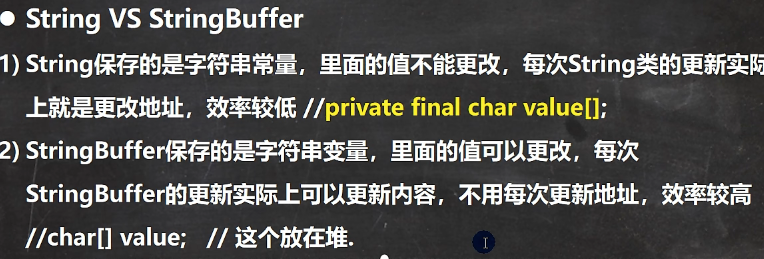 ● String VS StringBuffer
1) String保存的是字符串常量，里面的值不能更改，每次String类的更新实际
上就是更改地址，效率较低 //private final char value[];
2) StringBuffer保存的是字符串变量，里面的值可以更改，每次
StringBuffer的更新实际上可以更新内容，不用每次更新地址，效率较高
//char[] value;   // 这个放在堆.